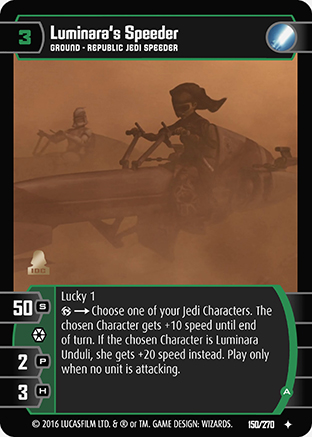 3
Luminara's Speeder
GROUND - REPUBLIC JEDI SPEEDER
IDC
50 S
Lucky 1
→ Choose one of your Jedi Characters. The
chosen Character gets +10 speed until end
of turn. If the chosen Character is Luminara
Unduli, she gets +20 speed instead. Play only
when no unit is attacking.
2 P
3 H
A
© 2016 LUCASFILM LTD. & ® OR TM. GAME DESIGN: WIZARDS.
150/270